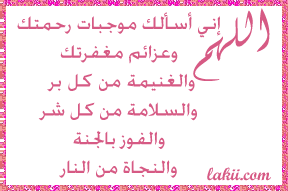 اللهم إني أسألك موجبات رحمتك
وعزائم مغفرتك
والغنيمة من كل بر
والسلامة من كل شر
والفوز بالجنة
والنجاة من النار
lakii.com